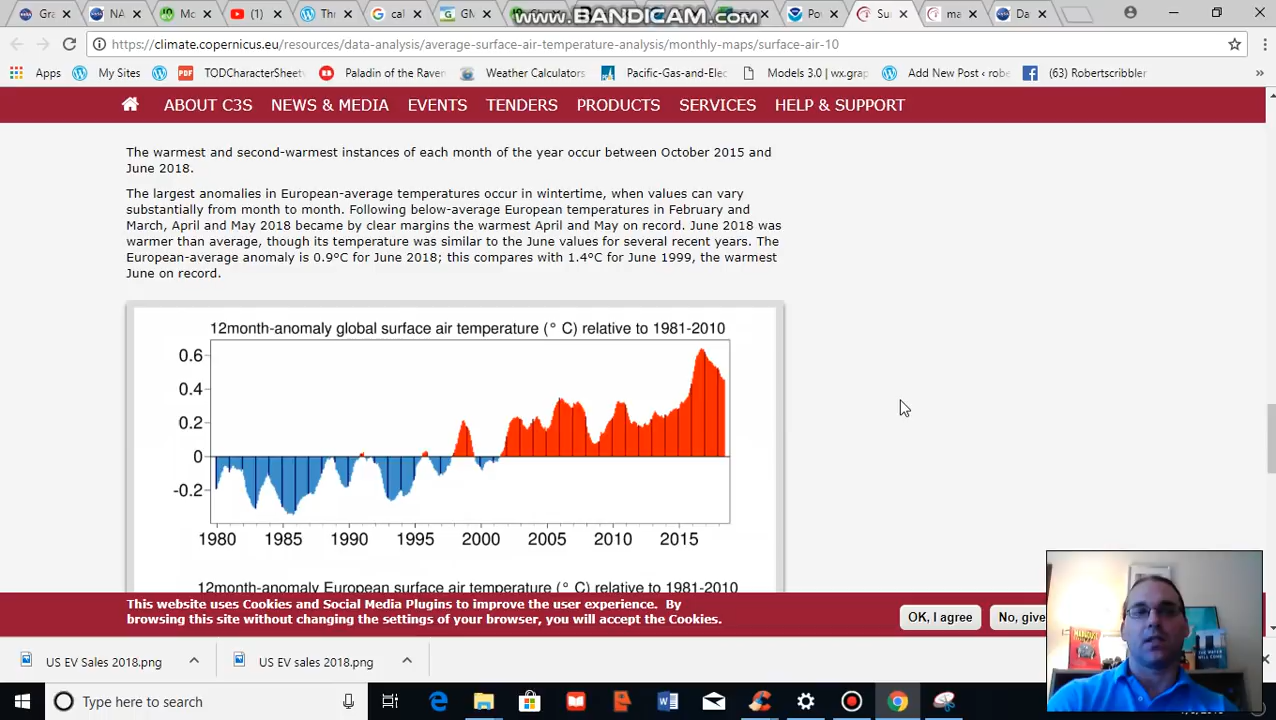 www.BANDICAM.com
Gra
NA
Mc
(1)
Thr
cal
GM
Po
Su
ma
Da
https://climate.copernicus.eu/resources/data-analysis/average-surface-air-temperature-analysis/monthly-maps/surface-air-10
Apps My Sites TODCharacterSheet Paladin of the Raven Weather Calculators Pacific-Gas-and-Elec Models 3.0 | wx.grap Add New Post ‹ robe (63) Robertscribbler »
ABOUT C3S NEWS & MEDIA EVENTS TENDERS PRODUCTS SERVICES HELP & SUPPORT
The warmest and second-warmest instances of each month of the year occur between October 2015 and
June 2018.
The largest anomalies in European-average temperatures occur in wintertime, when values can vary
substantially from month to month. Following below-average European temperatures in February and
March, April and May 2018 became by clear margins the warmest April and May on record. June 2018 was
warmer than average, though its temperature was similar to the June values for several recent years. The
European-average anomaly is 0.9°C for June 2018; this compares with 1.4°C for June 1999, the warmest
June on record.
12month-anomaly global surface air temperature (° C) relative to 1981-2010
0.6
0.4
0.2
0
-0.2
1980 1985 1990 1995 2000 2005 2010 2015
12month-anomaly European surface air temperature (° C) relative to 1981-2010
This website uses Cookies and Social Media Plugins to improve the user experience. By
browsing this site without changing the settings of your browser, you will accept the Cookies.
OK, I agree
No, give
US EV Sales 2018.png
US EV sales 2018.png
Type here to search